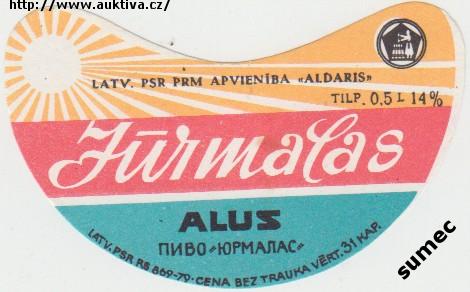 http://www.auktiva.cz/
LATV. PSR PRM APVIENĪBA «ALDARIS»
TILP. 0.5 L 14%
Jūrmalas
ALUS
ПИВО «ЮРМАЛАС»
LATV. PSR RS 869-79 · CENA BEZ TRAUKA VĒRT. 31 KAP.
sumec